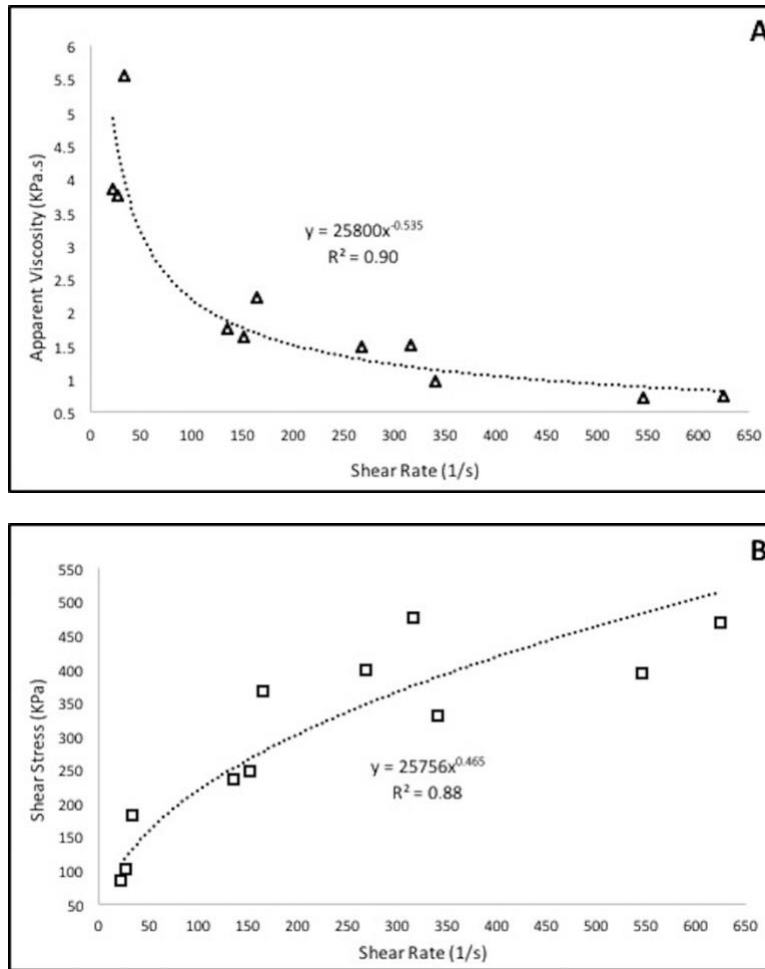 A
6
5.5
5
4.5
4
3.5
3
2.5
2
1.5
1
0.5
Apparent Viscosity (KPa.s)
y = 25800x^-0.535
R² = 0.90
0 50 100 150 200 250 300 350 400 450 500 550 600 650
Shear Rate (1/s)
B
550
500
450
400
350
300
250
200
150
100
50
Shear Stress (KPa)
y = 25756x^0.465
R² = 0.88
0 50 100 150 200 250 300 350 400 450 500 550 600 650
Shear Rate (1/s)